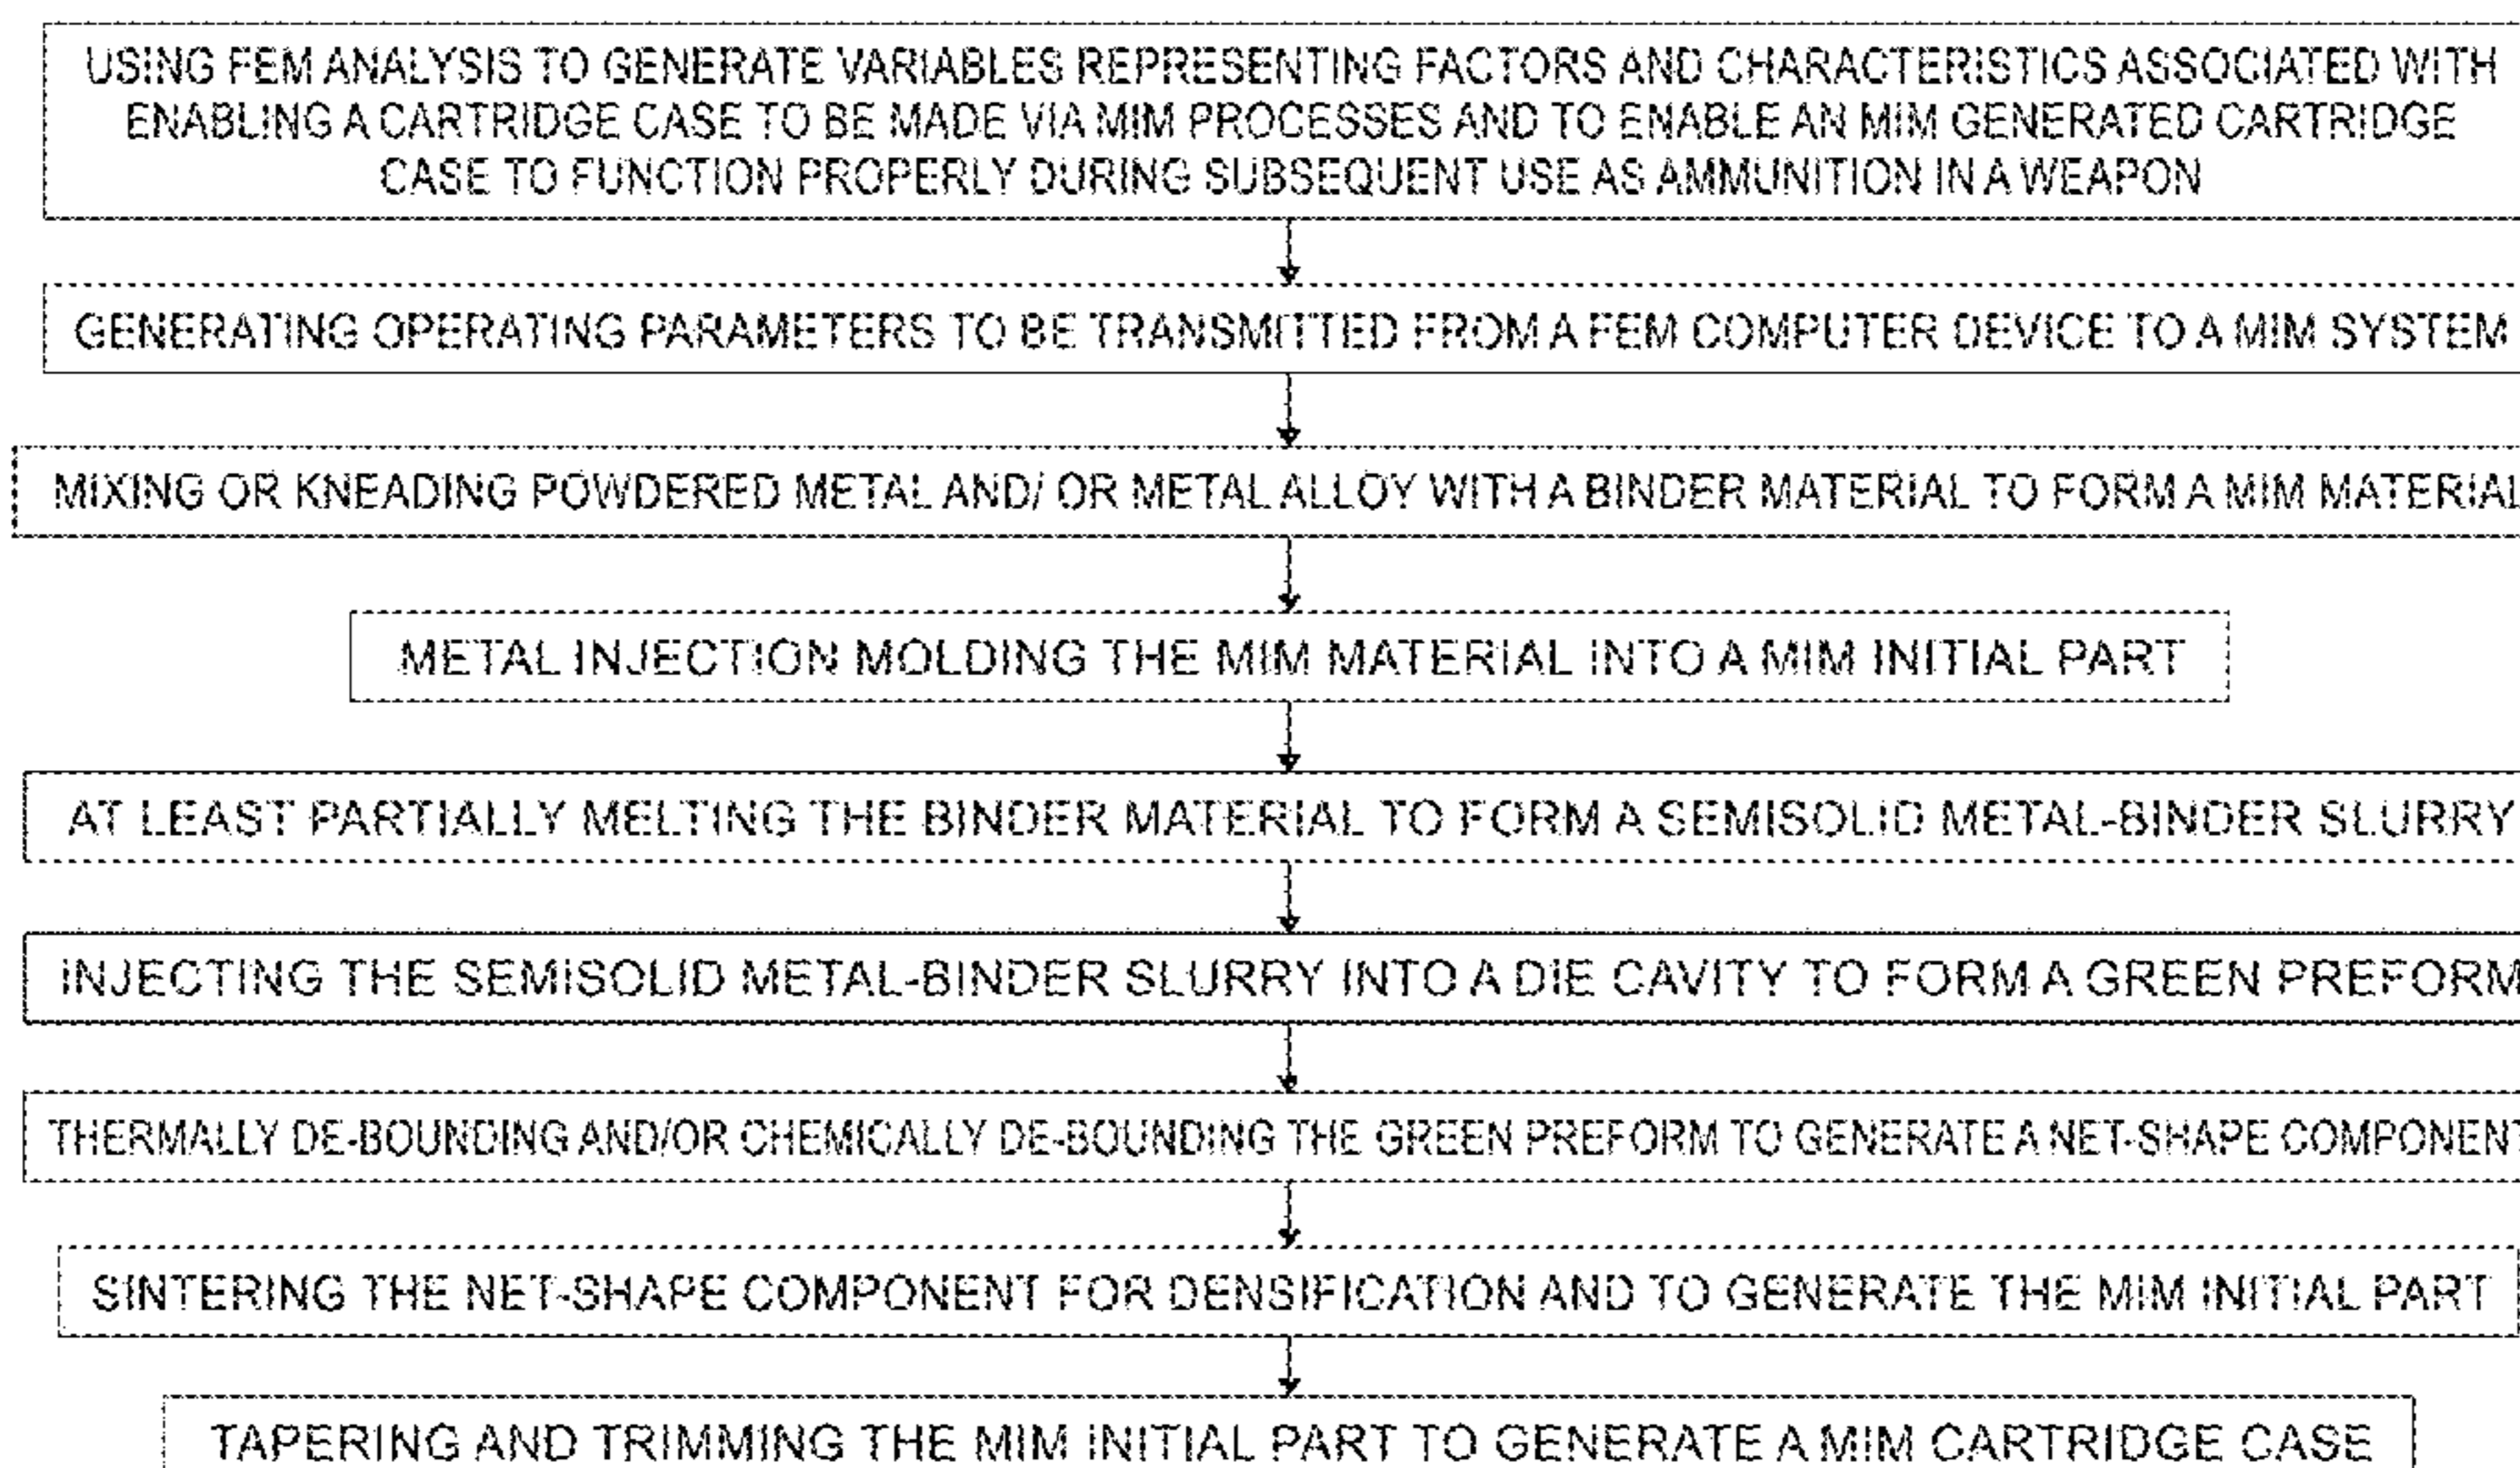 USING FEM ANALYSIS TO GENERATE VARIABLES REPRESENTING FACTORS AND CHARACTERISTICS ASSOCIATED WITH
ENABLING A CARTRIDGE CASE TO BE MADE VIA MIM PROCESSES AND TO ENABLE AN MIM GENERATED CARTRIDGE
CASE TO FUNCTION PROPERLY DURING SUBSEQUENT USE AS AMMUNITION IN A WEAPON
GENERATING OPERATING PARAMETERS TO BE TRANSMITTED FROM A FEM COMPUTER DEVICE TO A MIM SYSTEM
MIXING OR KNEADING POWDERED METAL AND/ OR METAL ALLOY WITH A BINDER MATERIAL TO FORM A MIM MATERIAL
METAL INJECTION MOLDING THE MIM MATERIAL INTO A MIM INITIAL PART
AT LEAST PARTIALLY MELTING THE BINDER MATERIAL TO FORM A SEMISOLID METAL-BINDER SLURRY
INJECTING THE SEMISOLID METAL-BINDER SLURRY INTO A DIE CAVITY TO FORM A GREEN PREFORM
THERMALLY DE-BOUNDING AND/OR CHEMICALLY DE-BOUNDING THE GREEN PREFORM TO GENERATE A NET-SHAPE COMPONENT
SINTERING THE NET-SHAPE COMPONENT FOR DENSIFICATION AND TO GENERATE THE MIM INITIAL PART
TAPERING AND TRIMMING THE MIM INITIAL PART TO GENERATE A MIM CARTRIDGE CASE